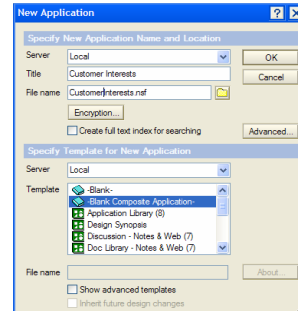 New Application
Specify New Application Name and Location
Server Local OK
Title Customer Interests Cancel
File name CustomerInterests.nsf
Encryption...
Create full text index for searching Advanced...
Specify Template for New Application
Server Local
Template -Blank-
-Blank Composite Application-
Application Library (8)
Design Synopsis
Discussion - Notes & Web (7)
Doc Library - Notes & Web (7)
File name About...
Show advanced templates
Inherit future design changes